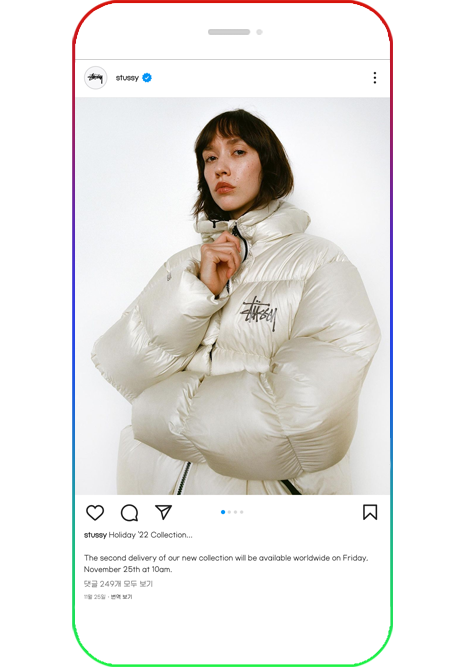 stussy
Stüssy
stussy Holiday '22 Collection...
The second delivery of our new collection will be available worldwide on Friday,
November 25th at 10am.
댓글 249개 모두 보기
11월 25일 · 번역 보기